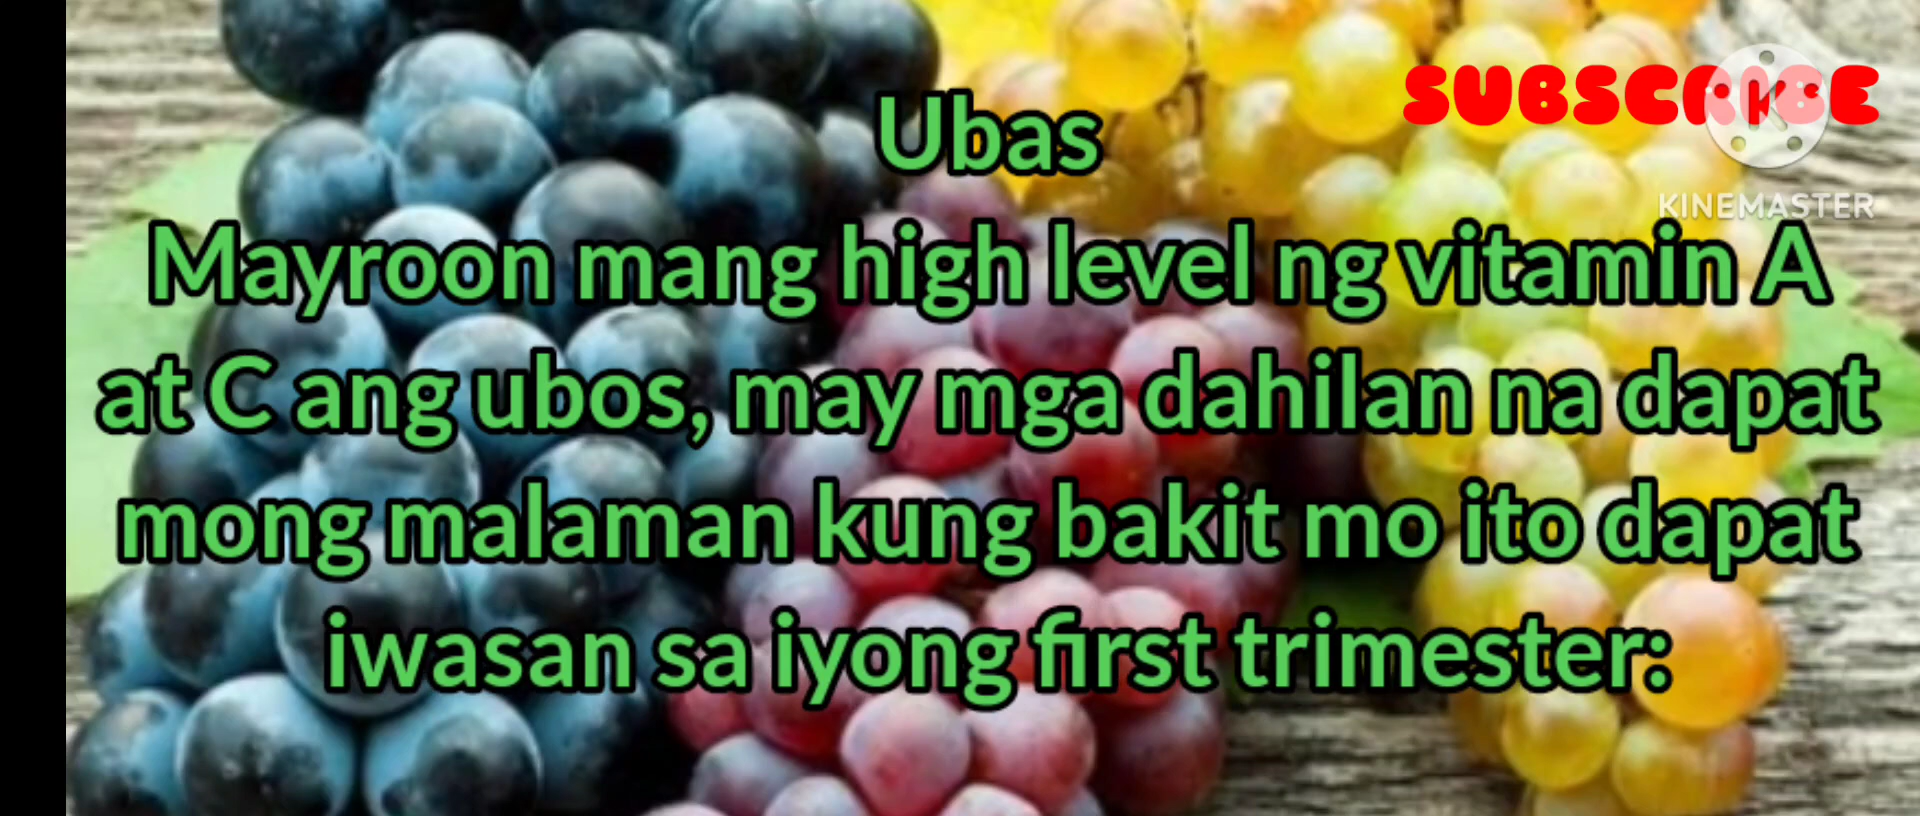 SUBSCRIBE
KINEMASTER
Ubas
Mayroon mang high level ng vitamin A
at C ang ubos, may mga dahilan na dapat
mong malaman kung bakit mo ito dapat
iwasan sa iyong first trimester: